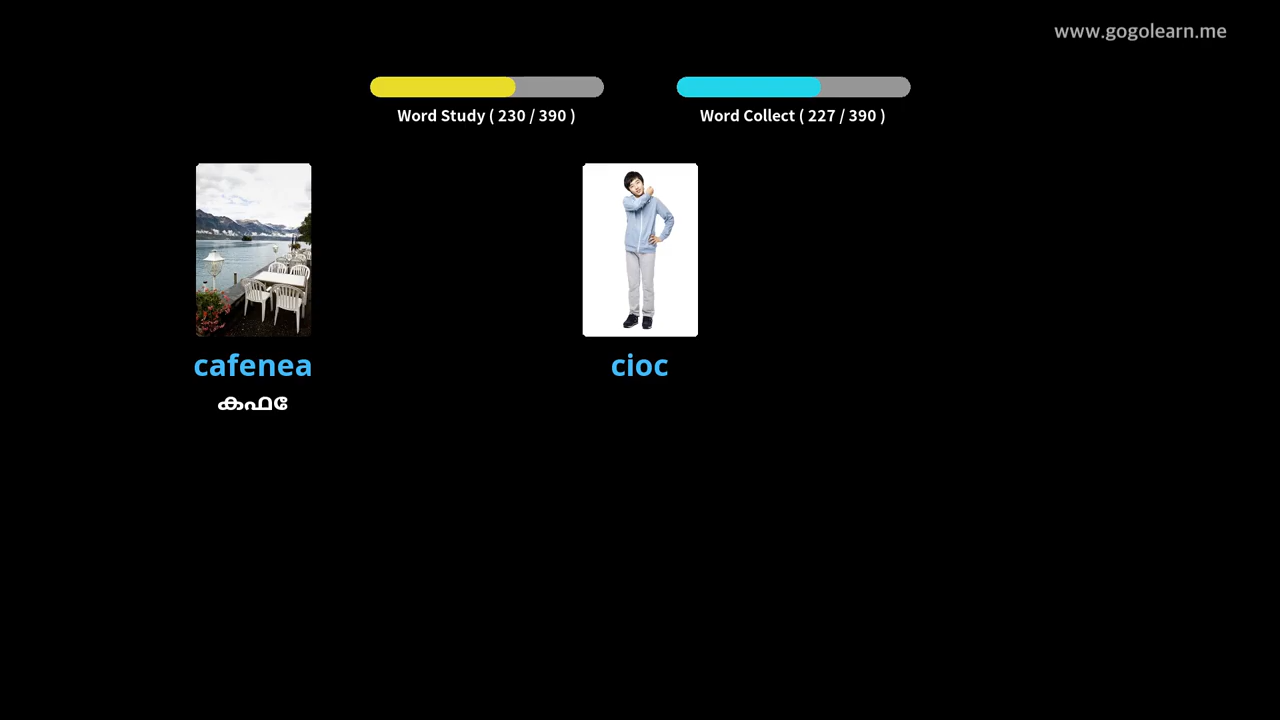 www.gogolearn.me
Word Study ( 230 / 390 )
Word Collect ( 227 / 390 )
cafenea
cioc
കഫേ